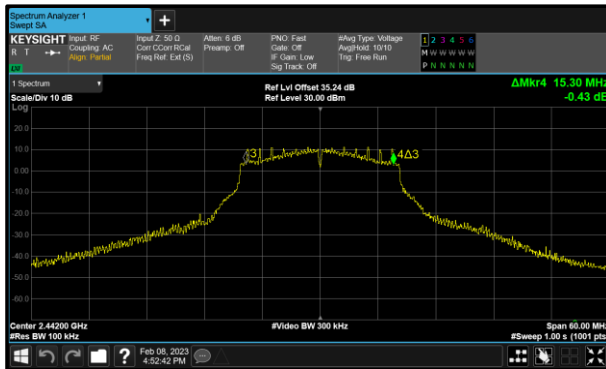 Spectrum Analyzer 1
Swept SA
KEYSIGHT
R T
Input: RF
Coupling: AC
Align: Partial
Input Z: 50 Ω
Corr CCorr RCal
Freq Ref: Ext (S)
Atten: 6 dB
Preamp: Off
PNO: Fast
Gate: Off
IF Gain: Low
Sig Track: Off
#Avg Type: Voltage
Avg|Hold: 10/10
Trig: Free Run
1 2 3 4 5 6
M W W W W W
P N N N N N
1 Spectrum
Scale/Div 10 dB
Ref Lvl Offset 35.24 dB
Ref Level 30.00 dBm
ΔMkr4 15.30 MHz
-0.43 dB
Log
20.0
10.0
0.00
-10.0
-20.0
-30.0
-40.0
-50.0
-60.0
3
4Δ3
Center 2.44200 GHz
#Res BW 100 kHz
#Video BW 300 kHz
Span 60.00 MHz
#Sweep 1.00 s (1001 pts)
?
Feb 08, 2023
4:52:42 PM